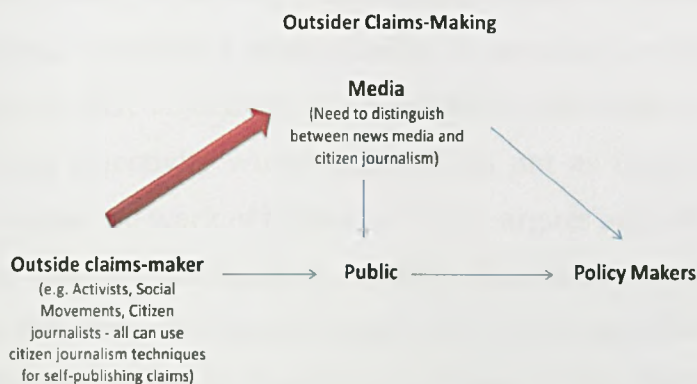 Outsider Claims-Making
Media
(Need to distinguish
between news media and
citizen journalism)
Outside claims-maker
(e.g. Activists, Social
Movements, Citizen
journalists - all can use
citizen journalism techniques
for self-publishing claims)
Public
Policy Makers